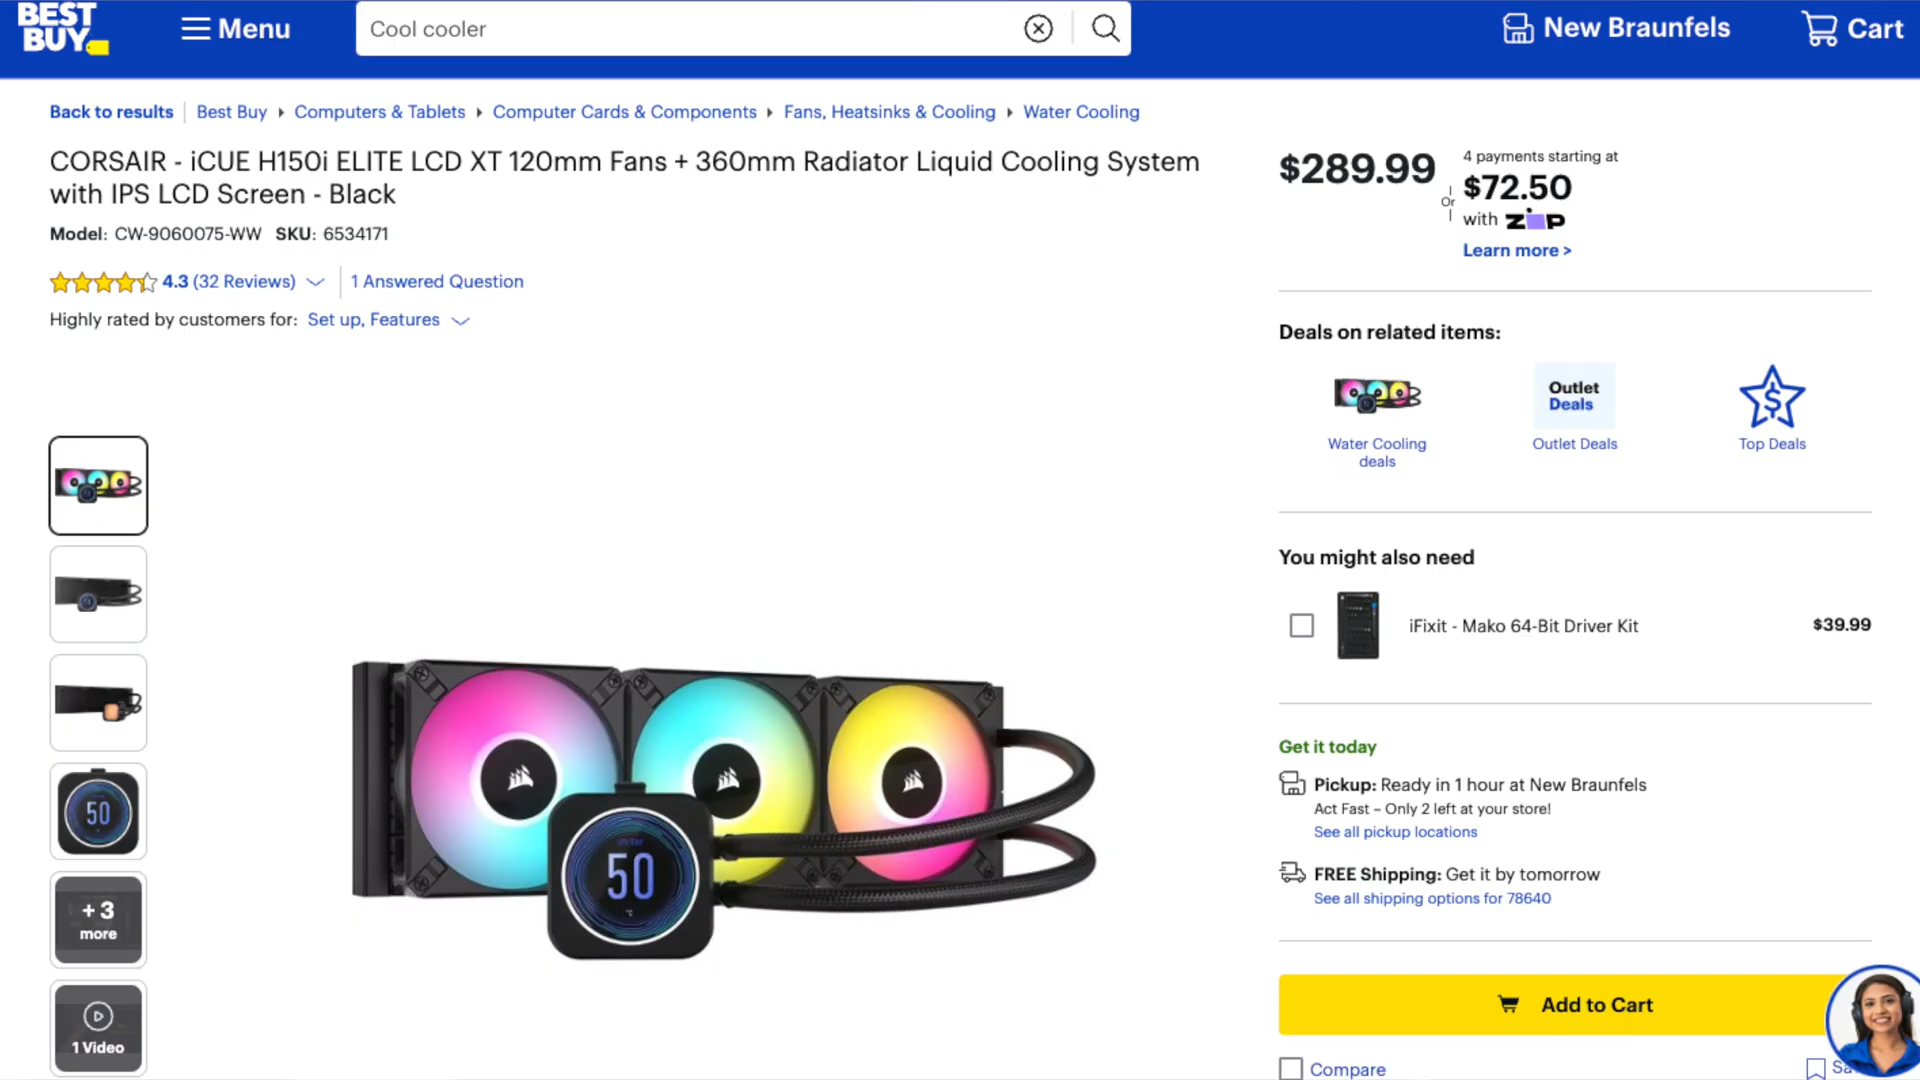 BEST
BUY
Menu
Cool cooler
New Braunfels
Cart
Back to results
Best Buy
Computers & Tablets
Computer Cards & Components
Fans, Heatsinks & Cooling
Water Cooling
CORSAIR - iCUE H150i ELITE LCD XT 120mm Fans + 360mm Radiator Liquid Cooling System
with IPS LCD Screen - Black
Model: CW-9060075-WW SKU: 6534171
4.3 (32 Reviews)
1 Answered Question
Highly rated by customers for: Set up, Features
50
+ 3
more
1 Video
50
°C
$289.99
Or
4 payments starting at
$72.50
with ZIP
Learn more >
Deals on related items:
Water Cooling
deals
Outlet
Deals
Outlet Deals
Top Deals
You might also need
iFixit - Mako 64-Bit Driver Kit
$39.99
Get it today
Pickup: Ready in 1 hour at New Braunfels
Act Fast – Only 2 left at your store!
See all pickup locations
FREE Shipping: Get it by tomorrow
See all shipping options for 78640
Add to Cart
Compare